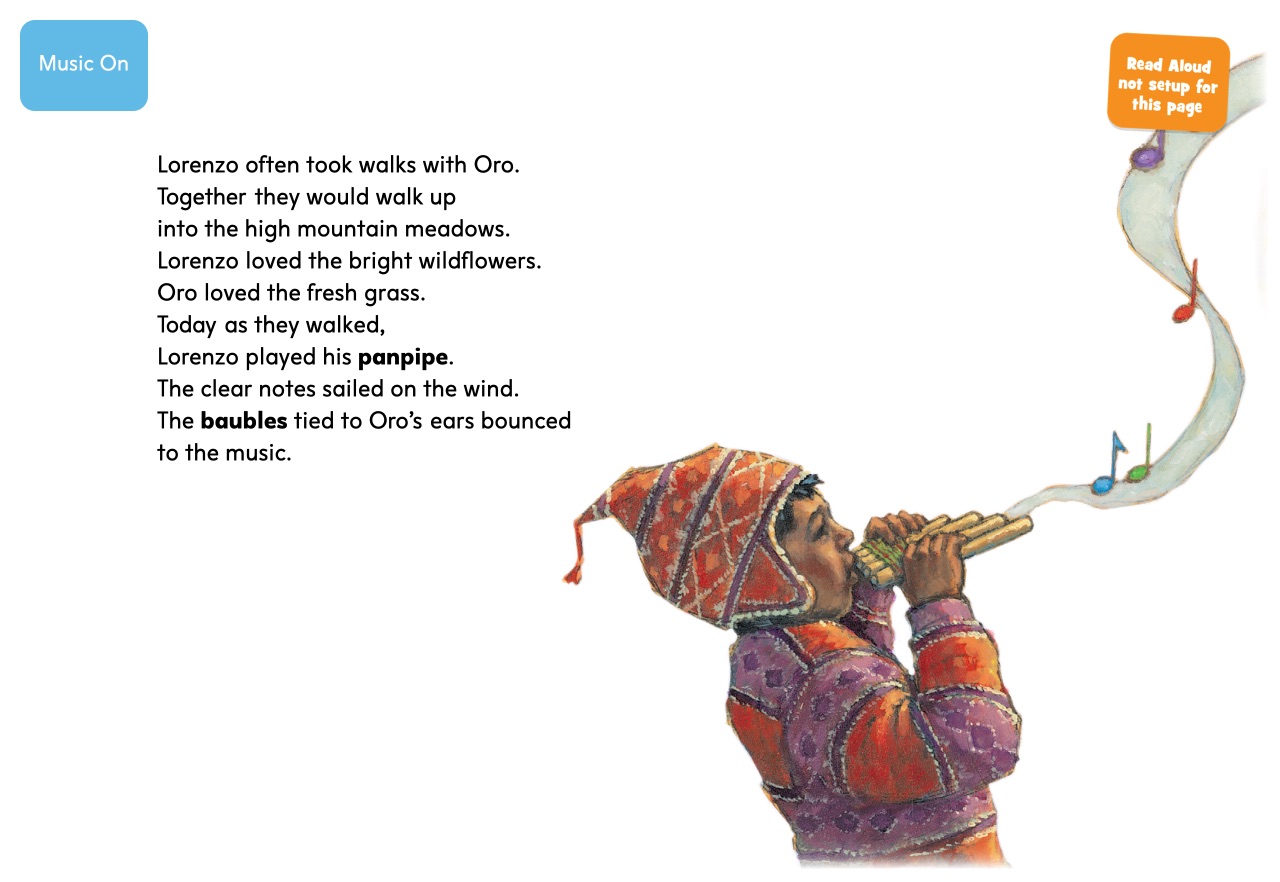 Music On
Read Aloud
not setup for
this page
Lorenzo often took walks with Oro.
Together they would walk up
into the high mountain meadows.
Lorenzo loved the bright wildflowers.
Oro loved the fresh grass.
Today as they walked,
Lorenzo played his panpipe.
The clear notes sailed on the wind.
The baubles tied to Oro’s ears bounced
to the music.